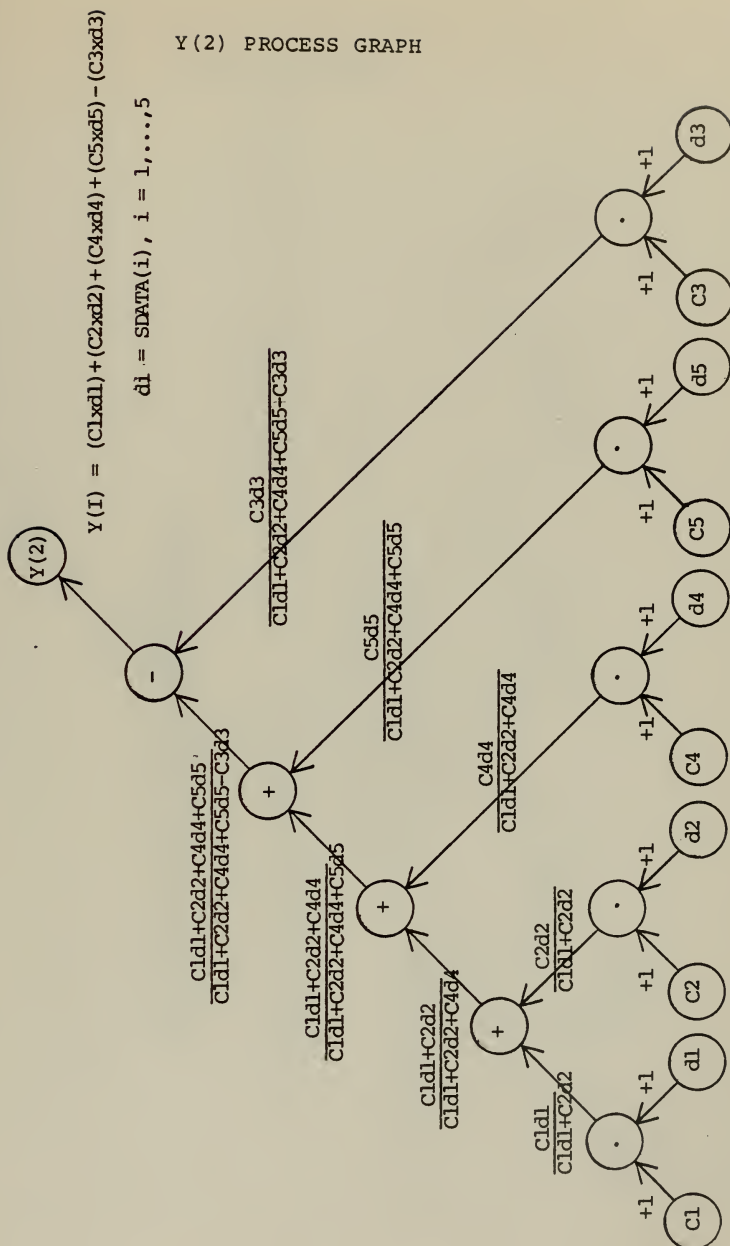 Y(2) PROCESS GRAPH
Y(I) = (C1xd1)+(C2xd2)+(C4xd4)+(C5xd5)-(C3xd3)
di = SDATA(i), i = 1,...,5
Y(2)
-
C3d3
C1d1+C2d2+C4d4+C5d5-C3d3
C1d1+C2d2+C4d4+C5d5
C1d1+C2d2+C4d4+C5d5-C3d3
+
C5d5
C1d1+C2d2+C4d4+C5d5
C1d1+C2d2+C4d4
C1d1+C2d2+C4d4+C5d5
+
C4d4
C1d1+C2d2+C4d4
C1d1+C2d2
C1d1+C2d2+C4d4
+
C2d2
C1d1+C2d2
C1d1
C1d1+C2d2
. . . . .
+1 +1 +1 +1 +1 +1 +1 +1 +1 +1
C1 d1 C2 d2 C4 d4 C5 d5 C3 d3